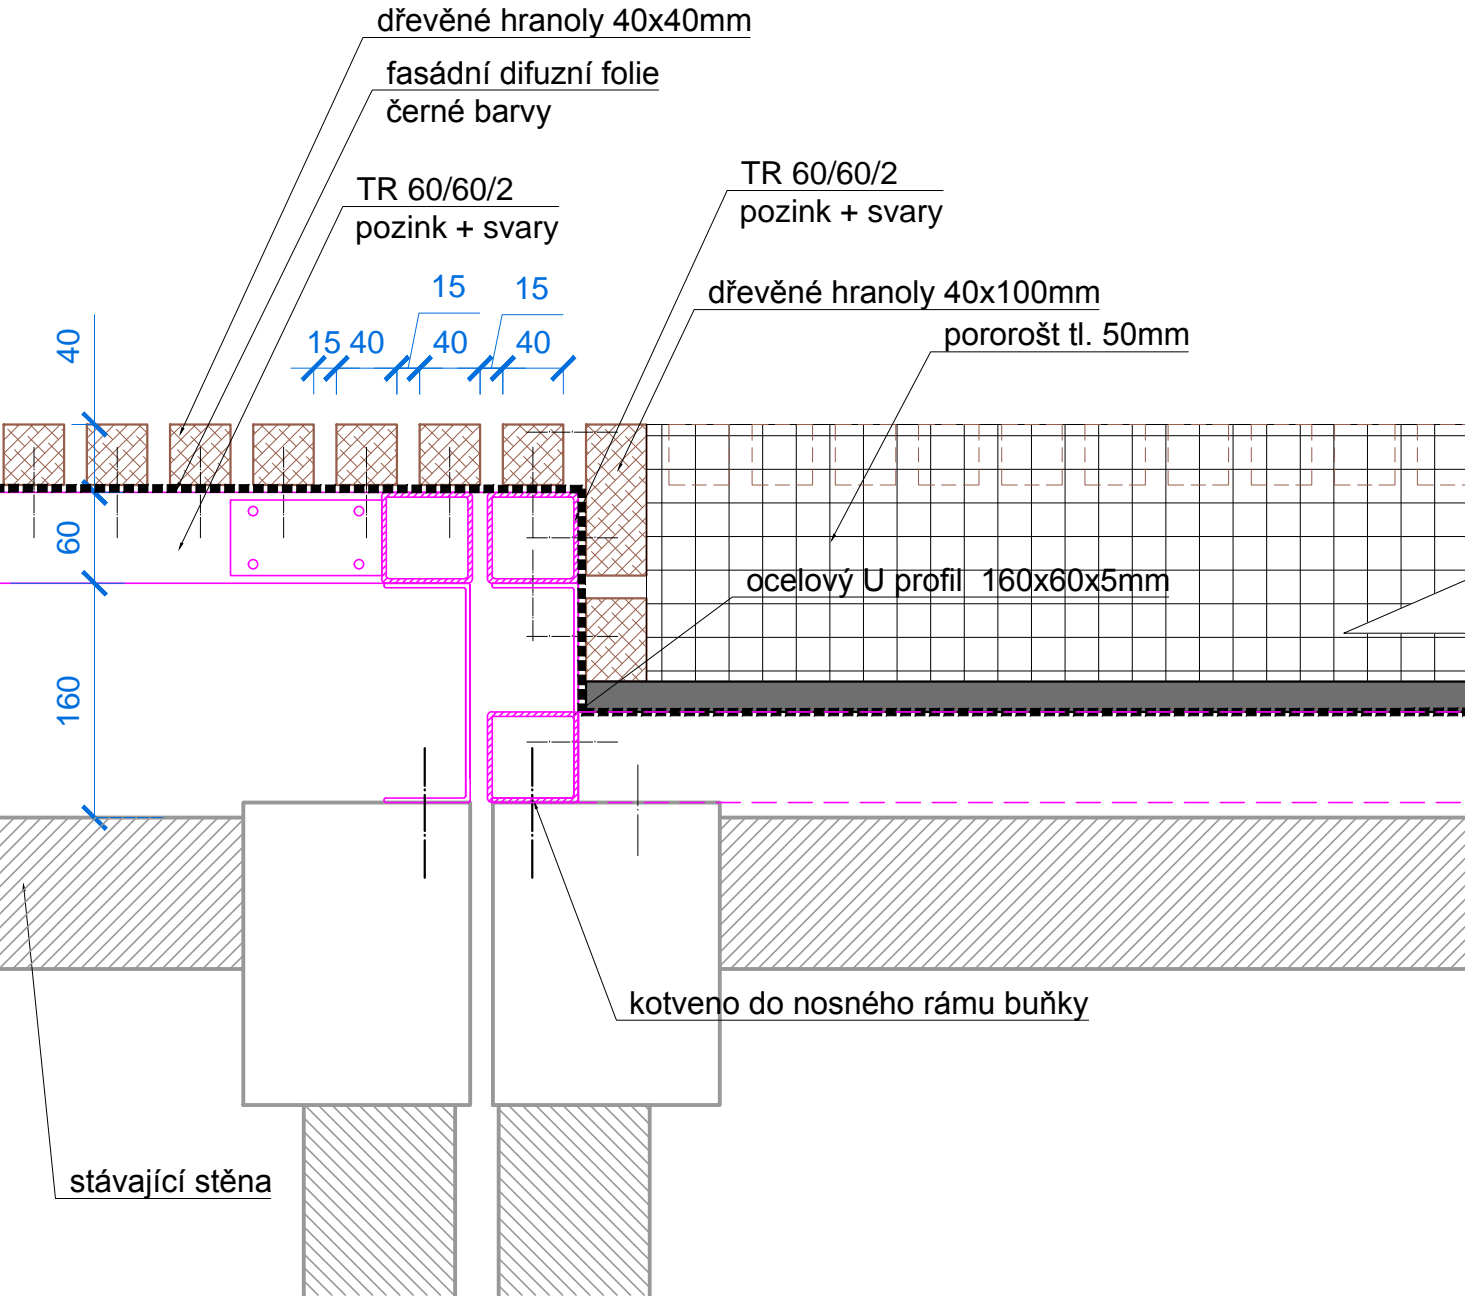 dřevěné hranoly 40x40mm
fasádní difuzní folie
černé barvy
TR 60/60/2
pozink + svary
TR 60/60/2
pozink + svary
15
15
dřevěné hranoly 40x100mm
15 40
40
40
pororošt tl. 50mm
40
60
ocelový U profil 160x60x5mm
160
kotveno do nosného rámu buňky
stávající stěna